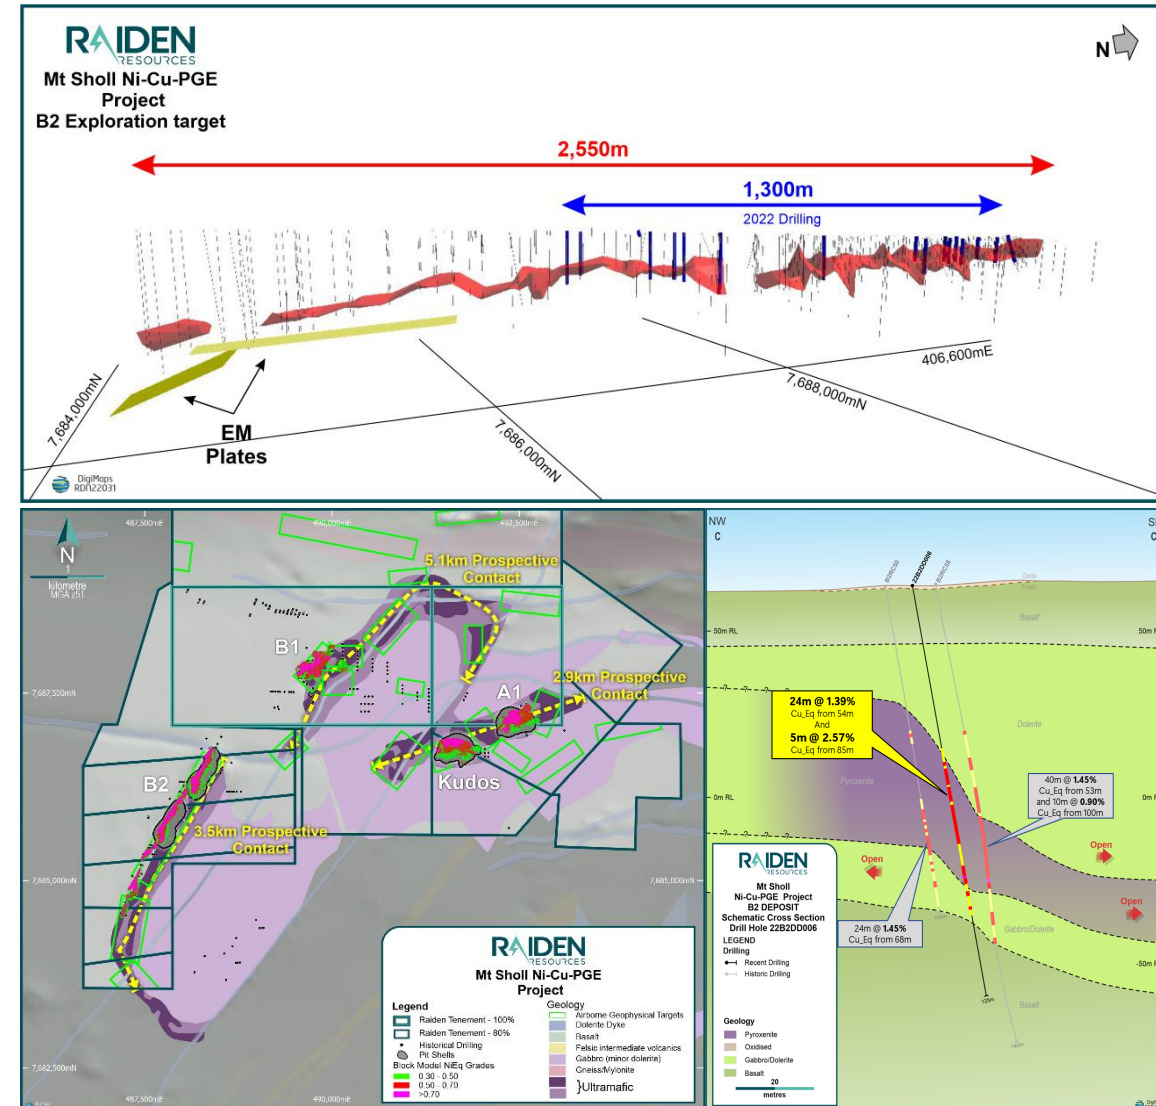 RAIDEN
RESOURCES
Mt Sholl Ni-Cu-PGE
Project
B2 Exploration target
N
2,550m
1,300m
2022 Drilling
406,600mE
7,688,000mN
7,686,000mN
7,684,000mN
EM
Plates
DigiMaps
RDN22031
487,500mE
490,000mE
492,500mE
N
1
kilometre
MGA z51
5.1km Prospective
Contact
B1
7,687,500mN
7,687,500mN
2.9km Prospective
Contact
A1
Kudos
B2
3.5km Prospective
Contact
7,685,000mN
7,685,000mN
7,682,500mN
487,500mE
490,000mE
RAIDEN
RESOURCES
Mt Sholl Ni-Cu-PGE
Project
Legend
Raiden Tenement - 100%
Raiden Tenement - 80%
Historical Drilling
Pit Shells
Block Model NiEq Grades
0.30 - 0.50
0.50 - 0.70
>0.70
Geology
Airborne Geophysical Targets
Dolerite Dyke
Basalt
Felsic intermediate volcanics
Gabbro (minor dolerite)
Gneiss/Mylonite
}Ultramafic
NW
C
B2RC50
22B2DD006
Basalt
50m RL
50m R
Dolerite
24m @ 1.39%
Cu_Eq from 54m
And
5m @ 2.57%
Cu_Eq from 85m
Pyroxenite
40m @ 1.45%
Cu_Eq from 53m
and 10m @ 0.90%
Cu_Eq from 100m
0m RL
0m R
Open
Open
Open
24m @ 1.45%
Cu_Eq from 68m
Gabbro/Dolerite
-50m R
Basalt
120m
RAIDEN
RESOURCES
Mt Sholl
Ni-Cu-PGE Project
B2 DEPOSIT
Schematic Cross Section
Drill Hole 22B2DD006
LEGEND
Drilling
Recent Drilling
Historic Drilling
Geology
Pyroxenite
Oxidised
Gabbro/Dolerite
Basalt
20
metres